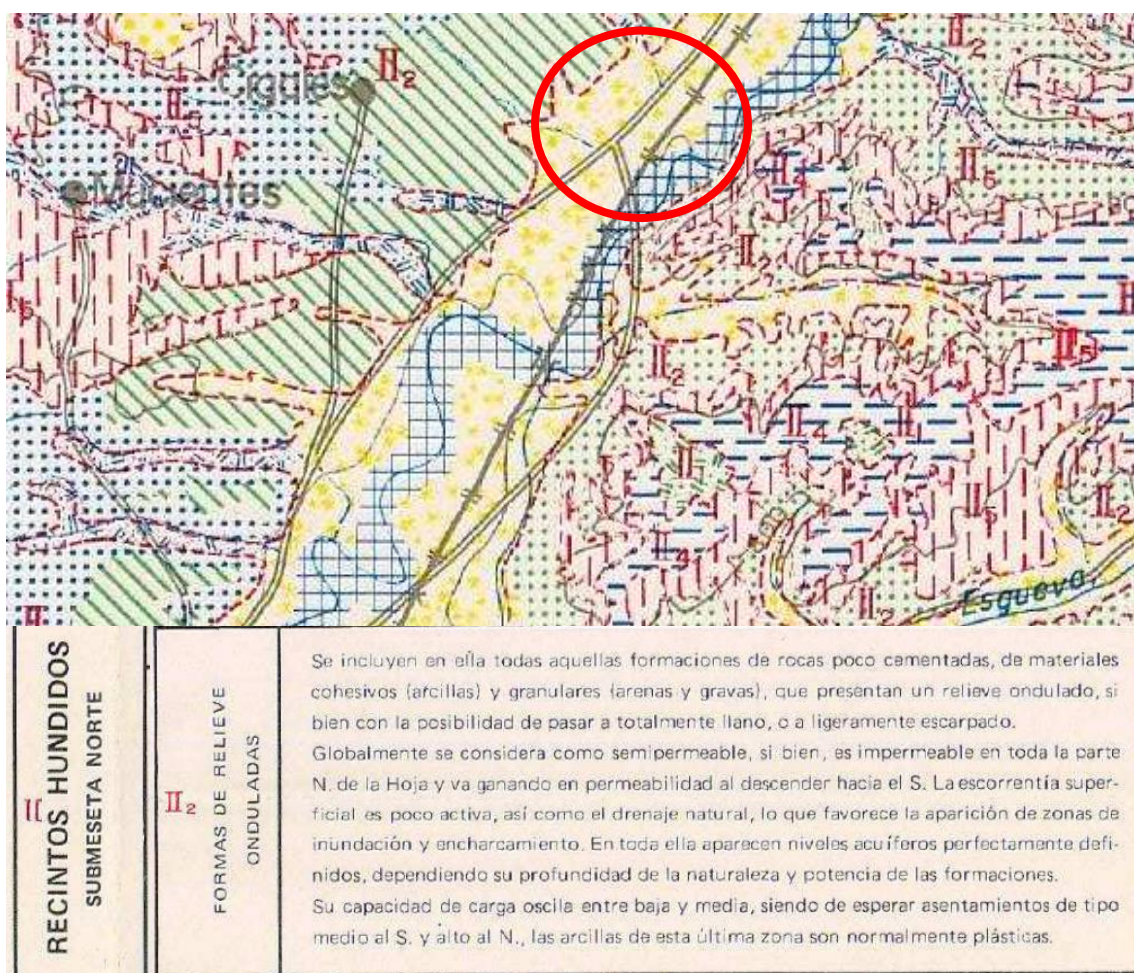 II₂
Cigales
II₂
II₅
Mucientes
II₄
II₅
II₂
II₅
II₂
II₅
II₄
II₂
II₅
II₄
II₂
Esgueva
II
RECINTOS HUNDIDOS
SUBMESETA NORTE
II₂
FORMAS DE RELIEVE
ONDULADAS
Se incluyen en ella todas aquellas formaciones de rocas poco cementadas, de materiales
cohesivos (arcillas) y granulares (arenas y gravas), que presentan un relieve ondulado, si
bien con la posibilidad de pasar a totalmente llano, o a ligeramente escarpado.
Globalmente se considera como semipermeable, si bien, es impermeable en toda la parte
N. de la Hoja y va ganando en permeabilidad al descender hacia el S. La escorrentía super-
ficial es poco activa, así como el drenaje natural, lo que favorece la aparición de zonas de
inundación y encharcamiento. En toda ella aparecen niveles acuíferos perfectamente defi-
nidos, dependiendo su profundidad de la naturaleza y potencia de las formaciones.
Su capacidad de carga oscila entre baja y media, siendo de esperar asentamientos de tipo
medio al S. y alto al N., las arcillas de esta última zona son normalmente plásticas.